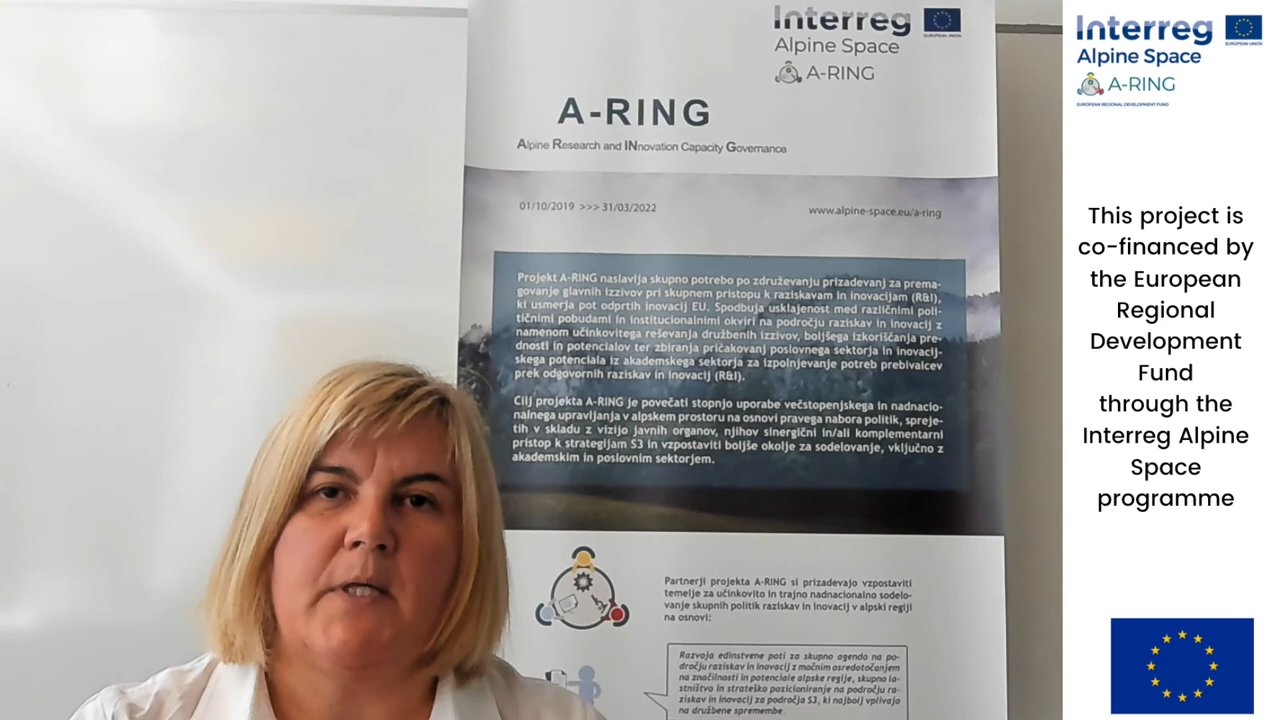 Interreg
EUROPEAN UNION
Alpine Space
A-RING
A-RING
Alpine Research and INnovation Capacity Governance
01/10/2019 >>> 31/03/2022
www.alpine-space.eu/a-ring
Projekt A-RING naslavlja skupno potrebo po združevanju prizadevanj za prema-
govanje glavnih izzivov pri skupnem pristopu k raziskavam in inovacijam (R&I),
ki usmerja pot odprtih inovacij EU. Spodbuja usklajenost med različnimi poli-
tičnimi pobudami in institucionalnimi okviri na področju raziskav in inovacij z
namenom učinkovitega reševanja družbenih izzivov, boljšega izkoriščanja pre-
dnosti in potencialov ter zbiranja pričakovanj poslovnega sektorja in inovacij-
skega potenciala iz akademskega sektorja za izpolnjevanje potreb prebivalcev
prek odgovornih raziskav in inovacij (R&I).
Cilj projekta A-RING je povečati stopnjo uporabe večstopenjskega in nadnacio-
nalnega upravljanja v alpskem prostoru na osnovi pravega nabora politik, spreje-
tih v skladu z vizijo javnih organov, njihov sinergični in/ali komplementarni
pristop k strategijam S3 in vzpostaviti boljše okolje za sodelovanje, vključno z
akademskim in poslovnim sektorjem.
Partnerji projekta A-RING si prizadevajo vzpostaviti
temelje za učinkovito in trajno nadnacionalno sodelo-
vanje skupnih politik raziskav in inovacij v alpski regiji
na osnovi:
Razvoja edinstvene poti za skupno agendo na po-
dročju raziskav in inovacij z močnim osredotočanjem
na značilnosti in potenciale alpske regije, skupno la-
stništvo in strateško pozicioniranje na področju ra-
ziskav in inovacij za področja S3, ki najbolj vplivajo
na družbene spremembe.
Interreg
EUROPEAN UNION
Alpine Space
A-RING
EUROPEAN REGIONAL DEVELOPMENT FUND
This project is
co-financed by
the European
Regional
Development
Fund
through the
Interreg Alpine
Space
programme